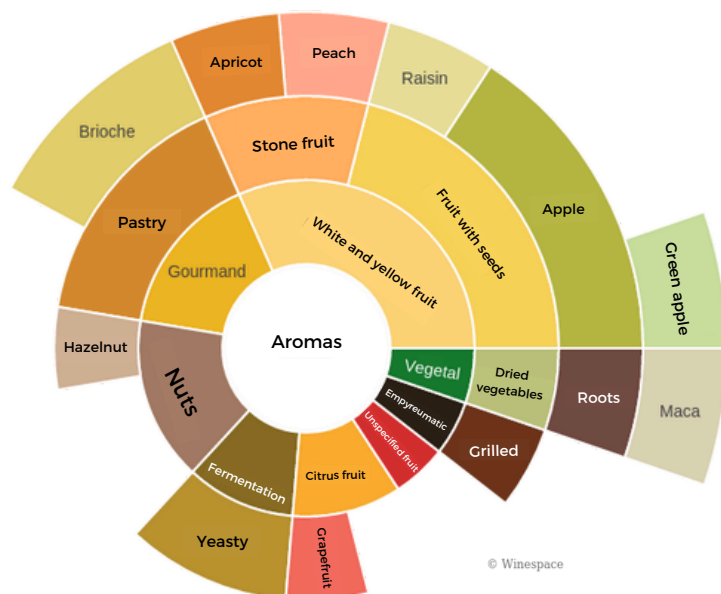 Apricot
Peach
Raisin
Brioche
Stone fruit
Fruit with seeds
Apple
Pastry
White and yellow fruit
Gourmand
Green apple
Aromas
Hazelnut
Nuts
Vegetal
Dried
vegetables
Roots
Maca
Empyreumatic
Grilled
Unspecified fruit
Citrus fruit
Fermentation
Yeasty
Grapefruit
© Winespace